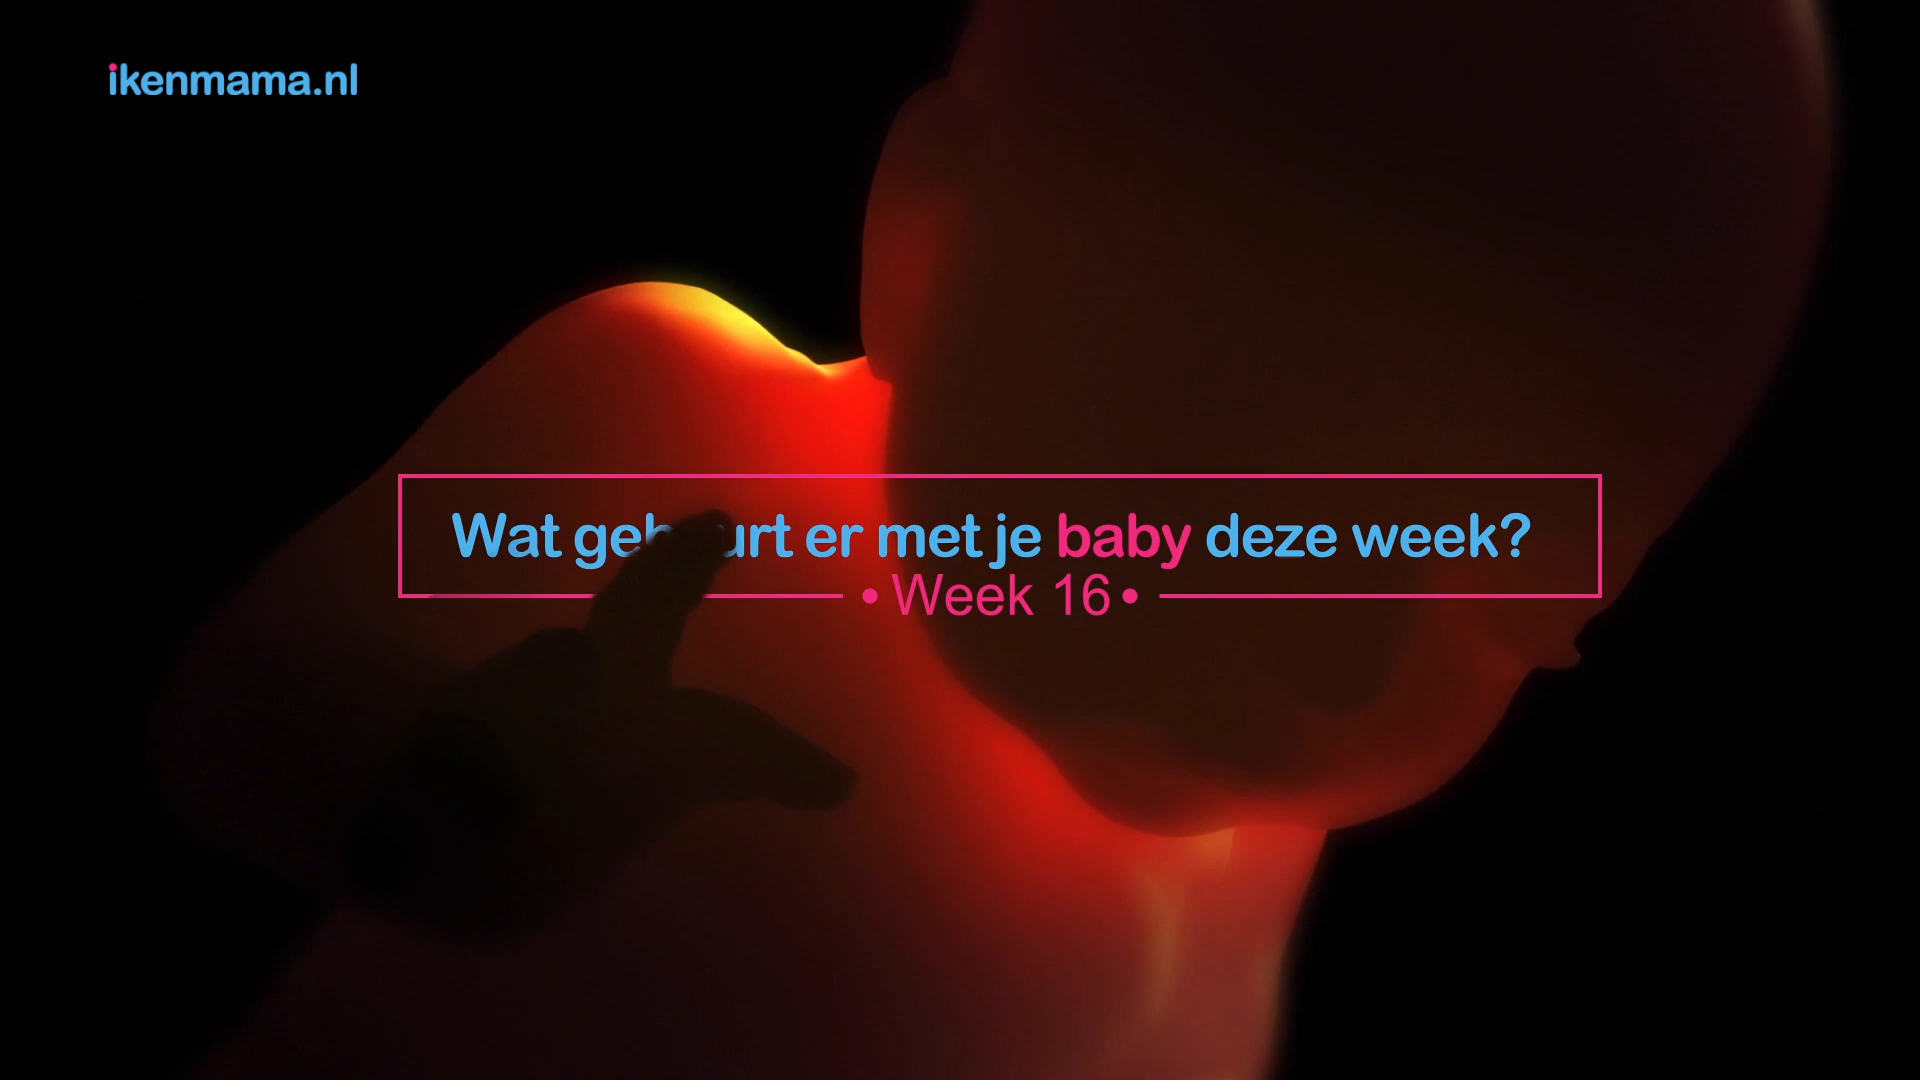 ikenmama.nl
Wat er met je baby deze week?
• Week 16 •